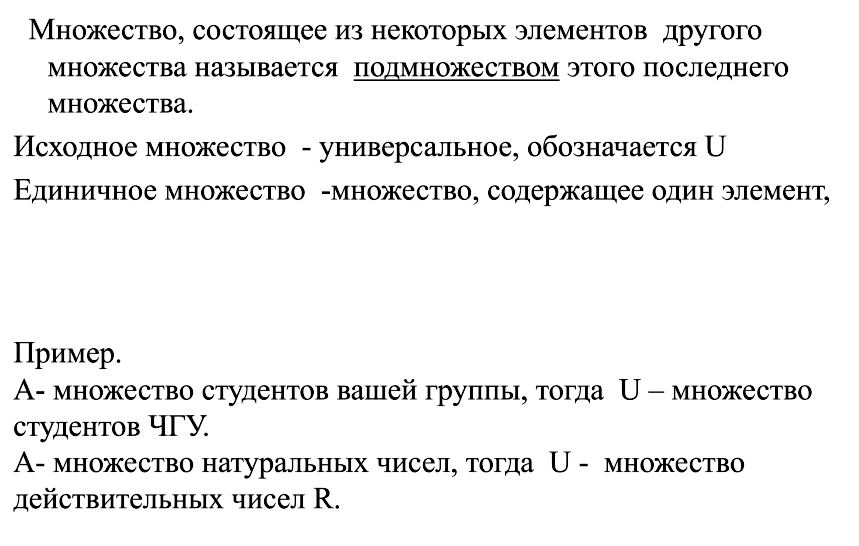 Множество, состоящее из некоторых элементов другого
множества называется подмножеством этого последнего
множества.
Исходное множество - универсальное, обозначается U
Единичное множество -множество, содержащее один элемент,
Пример.
А- множество студентов вашей группы, тогда U – множество
студентов ЧГУ.
А- множество натуральных чисел, тогда U - множество
действительных чисел R.